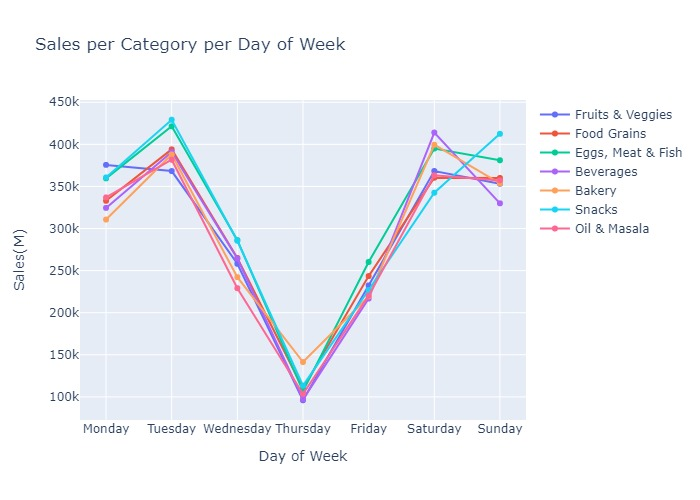 Sales per Category per Day of Week
450k
400k
350k
300k
250k
200k
150k
100k
Sales(M)
Monday Tuesday Wednesday Thursday Friday Saturday Sunday
Day of Week
Fruits & Veggies
Food Grains
Eggs, Meat & Fish
Beverages
Bakery
Snacks
Oil & Masala